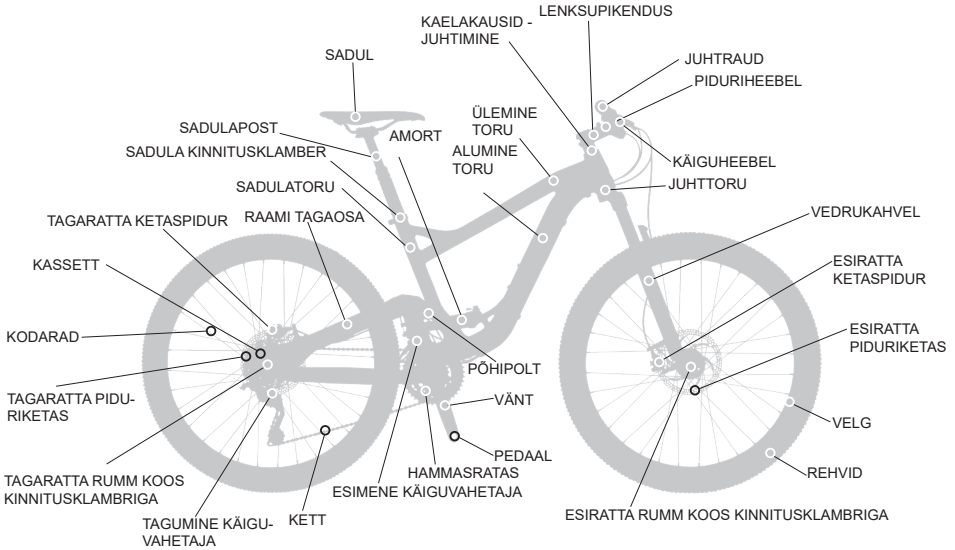 LENKSUPIKENDUS
KAELAKAUSID -
JUHTIMINE
SADUL
JUHTRAUD
PIDURIHEEBEL
SADULAPOST
AMORT
ÜLEMINE
TORU
ALUMINE
TORU
SADULA KINNITUSKLAMBER
KÄIGUHEEBEL
SADULATORU
JUHTTORU
TAGARATTA KETASPIDUR
RAAMI TAGAOSA
VEDRUKAHVEL
KASSETT
ESIRATTA
KETASPIDUR
KODARAD
ESIRATTA
PIDURIKETAS
PÕHIPOLT
TAGARATTA PIDU-
RIKETAS
VÄNT
VELG
PEDAAL
HAMMASRATAS
REHVID
TAGARATTA RUMM KOOS
KINNITUSKLAMBRIGA
ESIMENE KÄIGUVAHETAJA
ESIRATTA RUMM KOOS KINNITUSKLAMBRIGA
KETT
TAGUMINE KÄIGU-
VAHETAJA